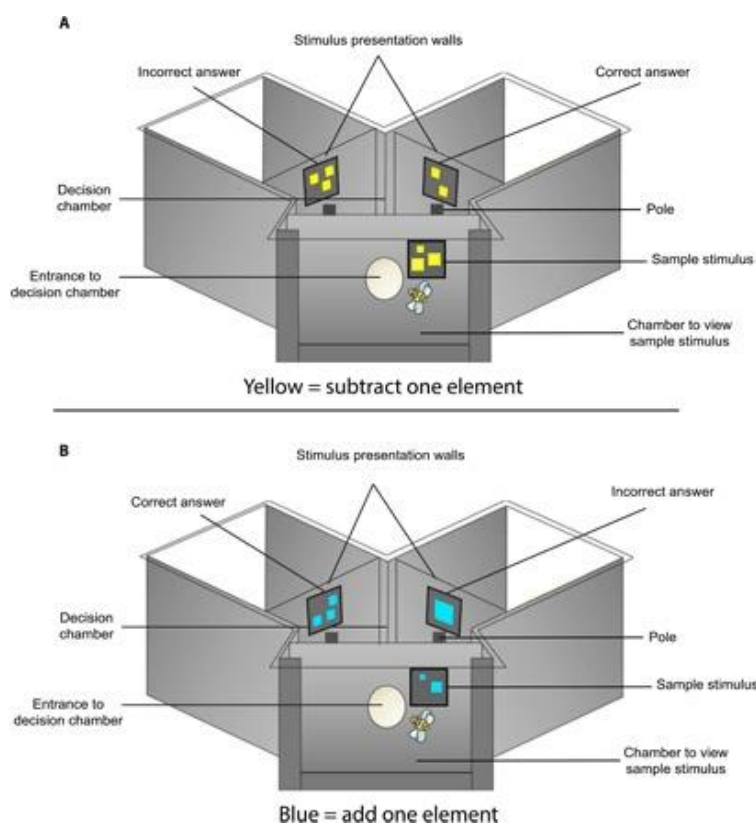 A
Stimulus presentation walls
Incorrect answer
Correct answer
Decision
chamber
Pole
Entrance to
decision chamber
Sample stimulus
Chamber to view
sample stimulus
Yellow = subtract one element
B
Stimulus presentation walls
Correct answer
Incorrect answer
Decision
chamber
Pole
Entrance to
decision chamber
Sample stimulus
Chamber to view
sample stimulus
Blue = add one element